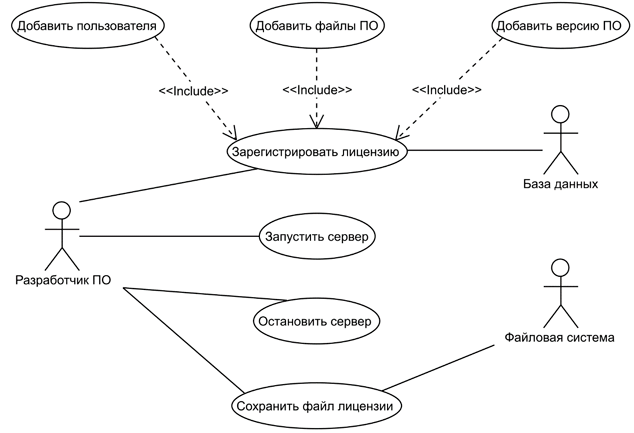 Добавить пользователя
Добавить файлы ПО
Добавить версию ПО
<<Include>>
<<Include>>
<<Include>>
Зарегистрировать лицензию
База данных
Запустить сервер
Разработчик ПО
Остановить сервер
Файловая система
Сохранить файл лицензии